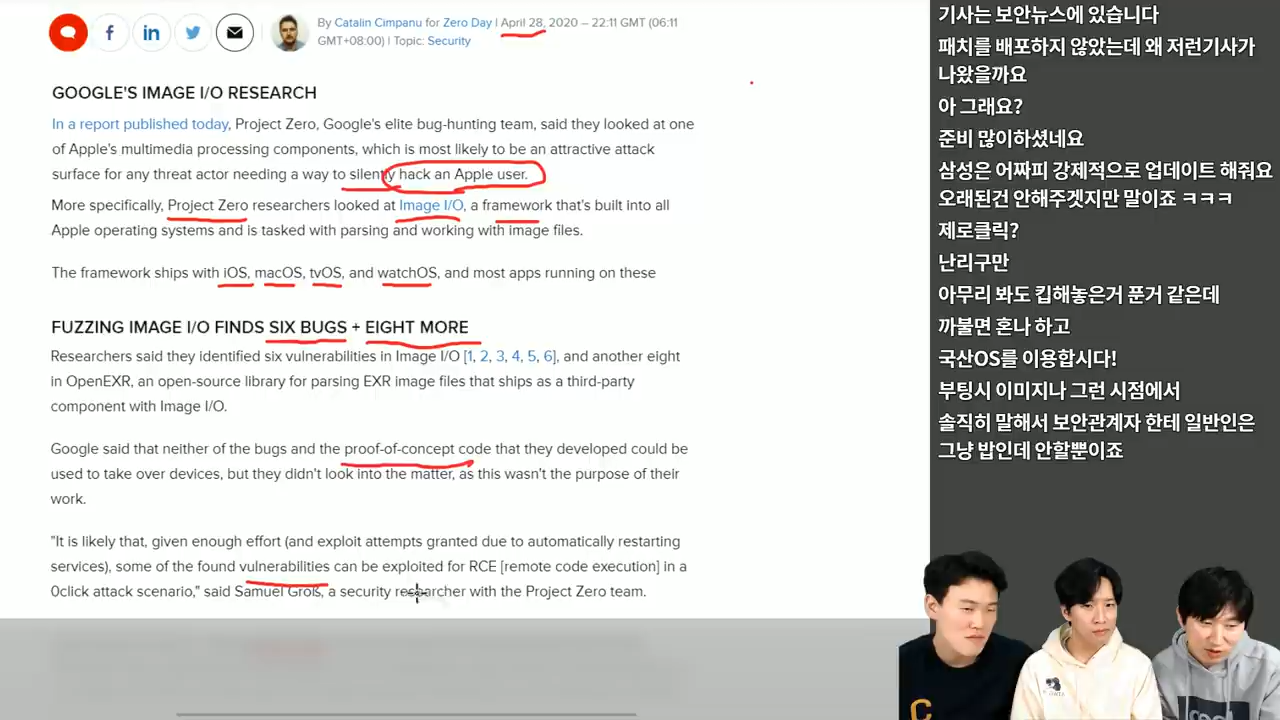 By Catalin Cimpanu for Zero Day | April 28, 2020 – 22:11 GMT (06:11
GMT+08:00) | Topic: Security
GOOGLE'S IMAGE I/O RESEARCH
In a report published today, Project Zero, Google's elite bug-hunting team, said they looked at one
of Apple's multimedia processing components, which is most likely to be an attractive attack
surface for any threat actor needing a way to silently hack an Apple user.
More specifically, Project Zero researchers looked at Image I/O, a framework that's built into all
Apple operating systems and is tasked with parsing and working with image files.
The framework ships with iOS, macOS, tvOS, and watchOS, and most apps running on these
FUZZING IMAGE I/O FINDS SIX BUGS + EIGHT MORE
Researchers said they identified six vulnerabilities in Image I/O [1, 2, 3, 4, 5, 6], and another eight
in OpenEXR, an open-source library for parsing EXR image files that ships as a third-party
component with Image I/O.
Google said that neither of the bugs and the proof-of-concept code that they developed could be
used to take over devices, but they didn't look into the matter, as this wasn't the purpose of their
work.
"It is likely that, given enough effort (and exploit attempts granted due to automatically restarting
services), some of the found vulnerabilities can be exploited for RCE [remote code execution] in a
0click attack scenario," said Samuel Groß, a security researcher with the Project Zero team.
기사는 보안뉴스에 있습니다
패치를 배포하지 않았는데 왜 저런기사가
나왔을까요
아 그래요?
준비 많이하셨네요
삼성은 어짜피 강제적으로 업데이트 해줘요
오래된건 안해주겟지만 말이죠 ㅋㅋㅋ
제로클릭?
난리구만
아무리 봐도 킵해놓은거 푼거 같은데
까불면 혼나 하고
국산OS를 이용합시다!
부팅시 이미지나 그런 시점에서
솔직히 말해서 보안관계자 한테 일반인은
그냥 밥인데 안할뿐이죠